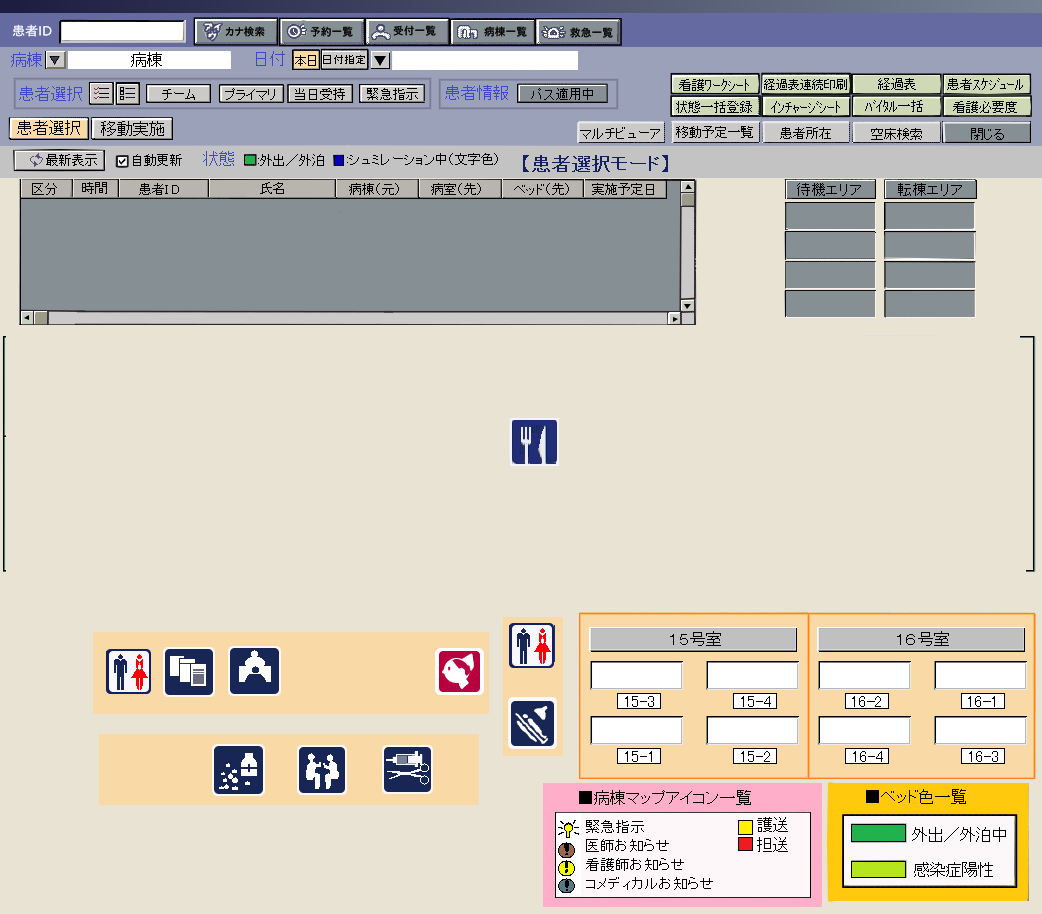 患者ID カナ検索 予約一覧 受付一覧 病棟一覧 救急一覧
病棟 ▼ 病棟 日付 本日 日付指定 ▼
患者選択 チーム プライマリ 当日受持 緊急指示 患者情報 パス適用中
看護ワークシート 経過表連続印刷 経過表 患者スケジュール
状態一括登録 インチャージシート バイタル一括 看護必要度
患者選択 移動実施 マルチビューア 移動予定一覧 患者所在 空床検索 閉じる
最新表示 自動更新 状態 :外出／外泊 :シュミレーション中(文字色) 【患者選択モード】
区分 時間 患者ID 氏名 病棟(元) 病室(先) ベッド(先) 実施予定日
待機エリア 転棟エリア
15号室 16号室
15-3 15-4 16-2 16-1
15-1 15-2 16-4 16-3
■病棟マップアイコン一覧
緊急指示 護送
医師お知らせ 担送
看護師お知らせ
コメディカルお知らせ
■ベッド色一覧
外出／外泊中
感染症陽性